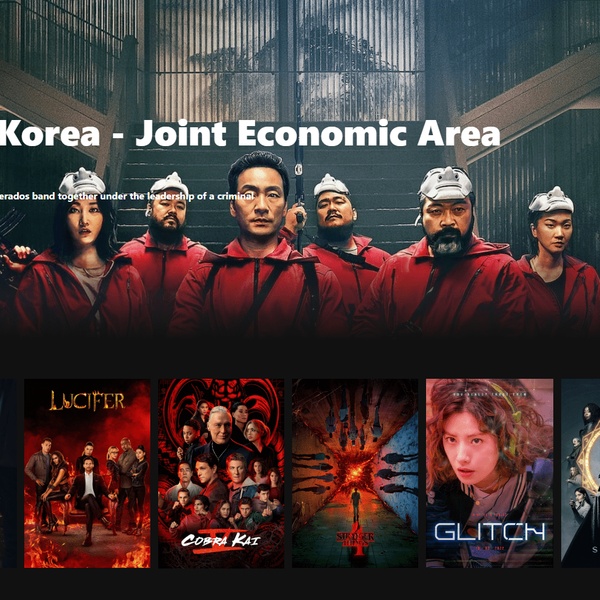 Korea - Joint Economic Area
erados band together under the leadership of a criminal
LUCIFER
COBRA KAI
STRANGER THINGS
4
GLITCH
S